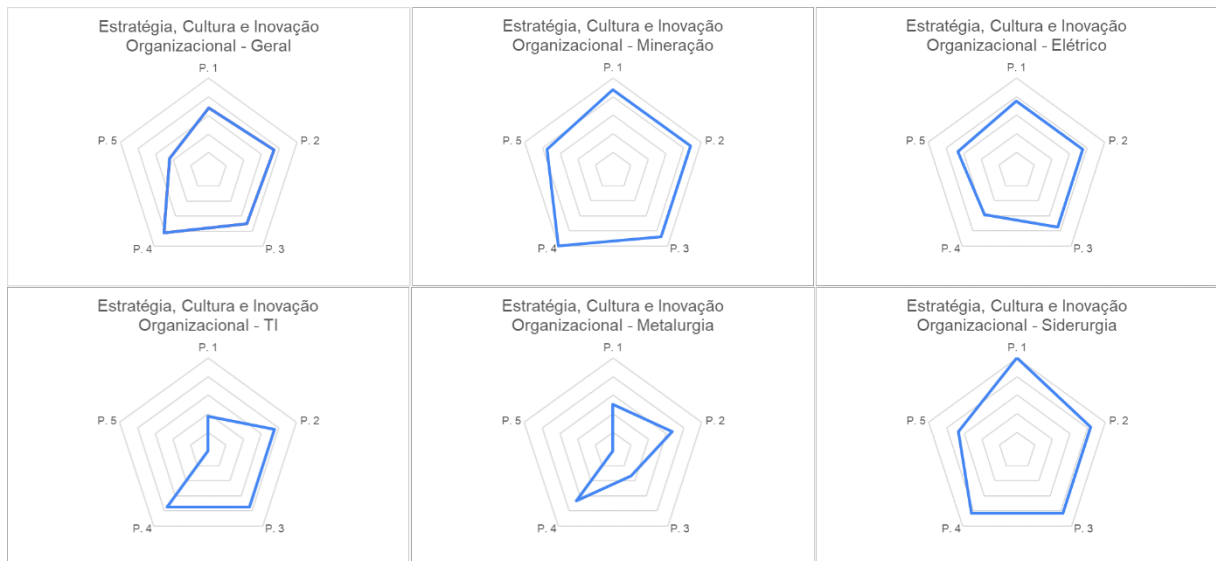 Estratégia, Cultura e Inovação
Organizacional - Geral
P. 1
P. 5
P. 2
P. 4
P. 3
Estratégia, Cultura e Inovação
Organizacional - Mineração
P. 1
P. 5
P. 2
P. 4
P. 3
Estratégia, Cultura e Inovação
Organizacional - Elétrico
P. 1
P. 5
P. 2
P. 4
P. 3
Estratégia, Cultura e Inovação
Organizacional - TI
P. 1
P. 5
P. 2
P. 4
P. 3
Estratégia, Cultura e Inovação
Organizacional - Metalurgia
P. 1
P. 5
P. 2
P. 4
P. 3
Estratégia, Cultura e Inovação
Organizacional - Siderurgia
P. 1
P. 5
P. 2
P. 4
P. 3